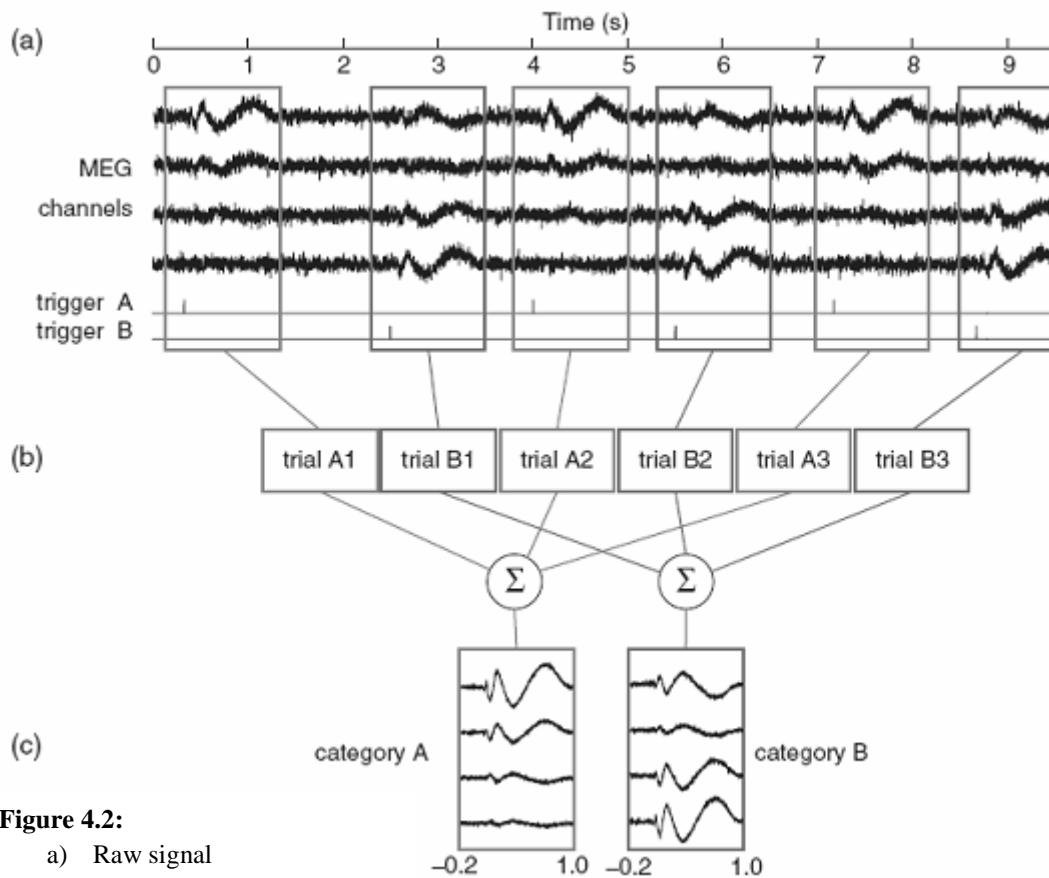 Time (s)
(a)
0 1 2 3 4 5 6 7 8 9
MEG
channels
trigger A
trigger B
(b)
trial A1 trial B1 trial A2 trial B2 trial A3 trial B3
Σ Σ
(c)
category A category B
–0.2 1.0 –0.2 1.0
Figure 4.2:
a) Raw signal